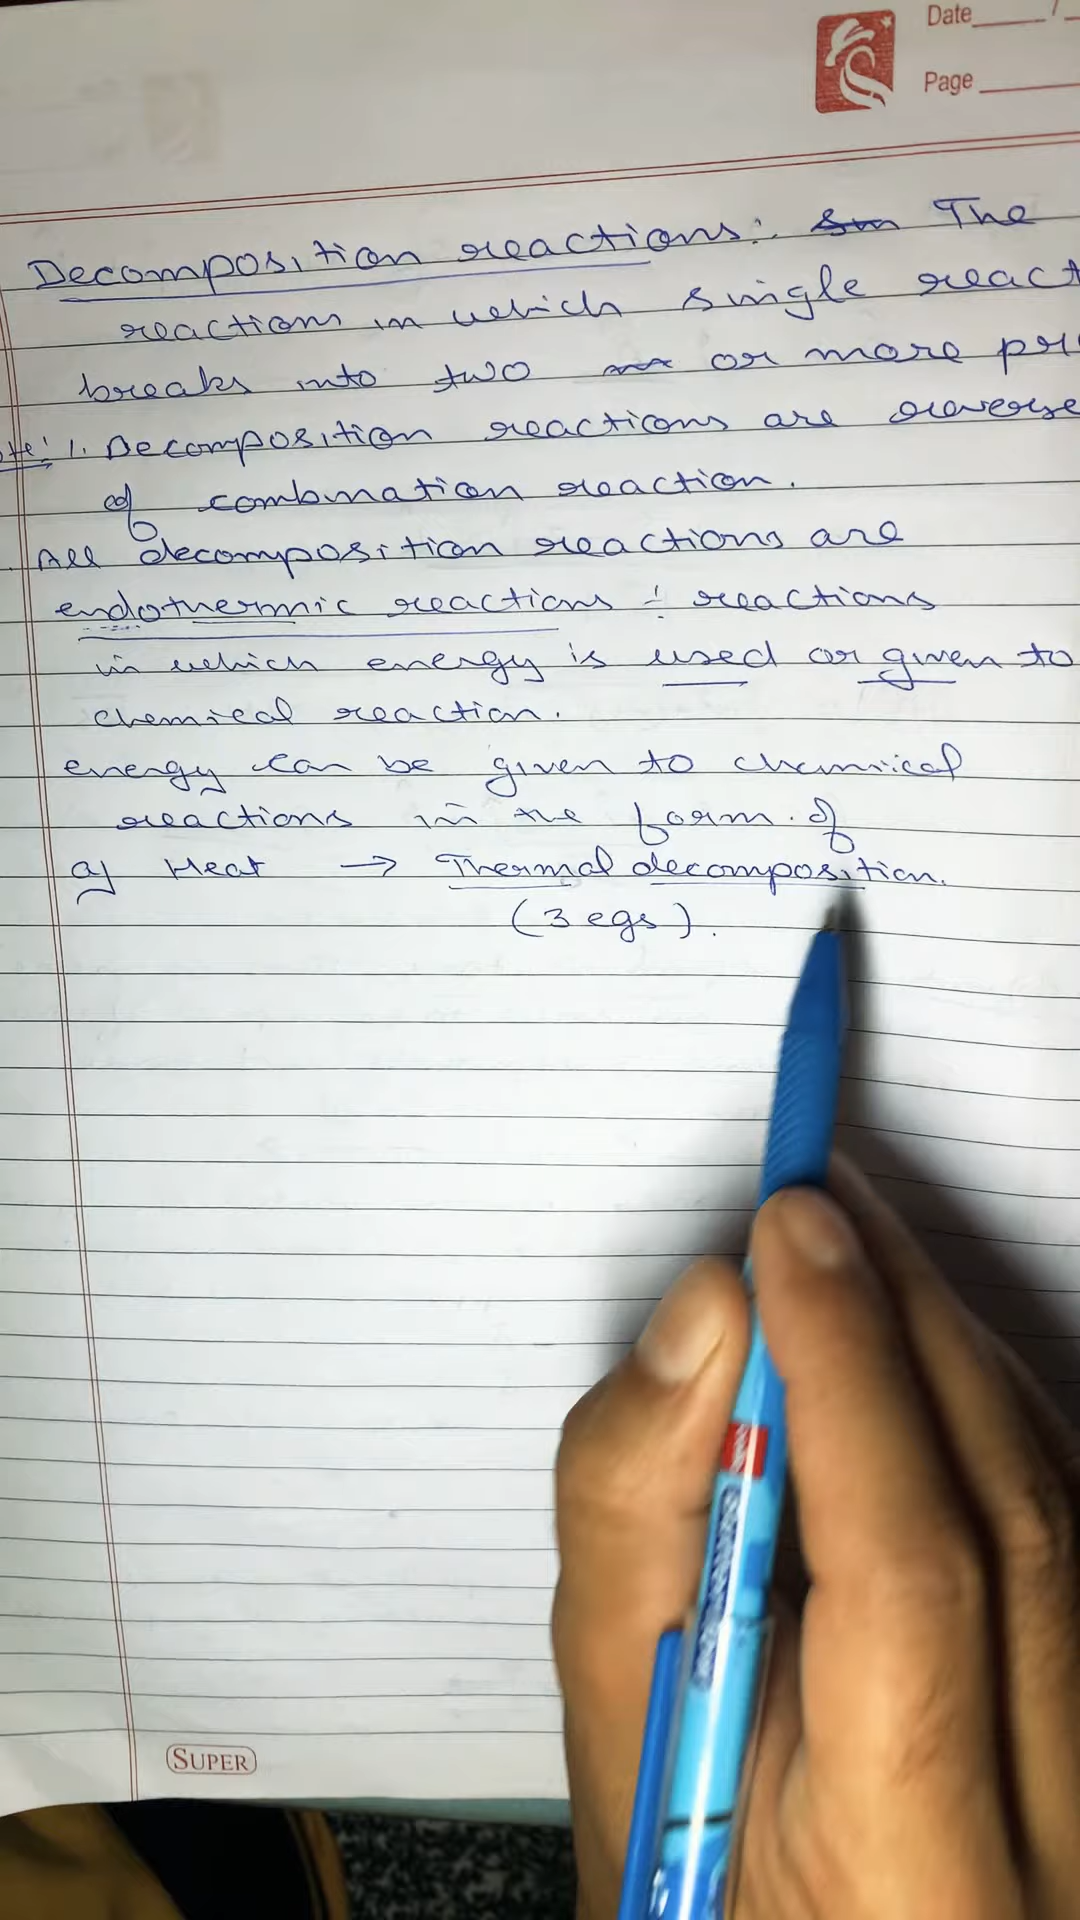 Date /
Page
Decomposition reactions: The
reactions in which single react
breaks into two or more pr
1. Decomposition reactions are reverse
of combination reaction.
All decomposition reactions are
endothermic reactions : reactions
in which energy is used or given to
chemical reaction.
energy can be given to chemical
reactions in the form of
a) Heat → Thermal decomposition.
(3 egs).
SUPER